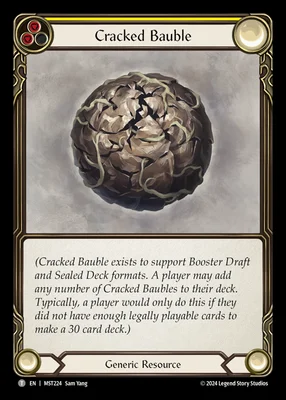 Cracked Bauble
(Cracked Bauble exists to support Booster Draft
and Sealed Deck formats. A player may add
any number of Cracked Baubles to their deck.
Typically, a player would only do this if they
did not have enough legally playable cards to
make a 30 card deck.)
Generic Resource
T EN | MST224 Sam Yang © 2024 Legend Story Studios